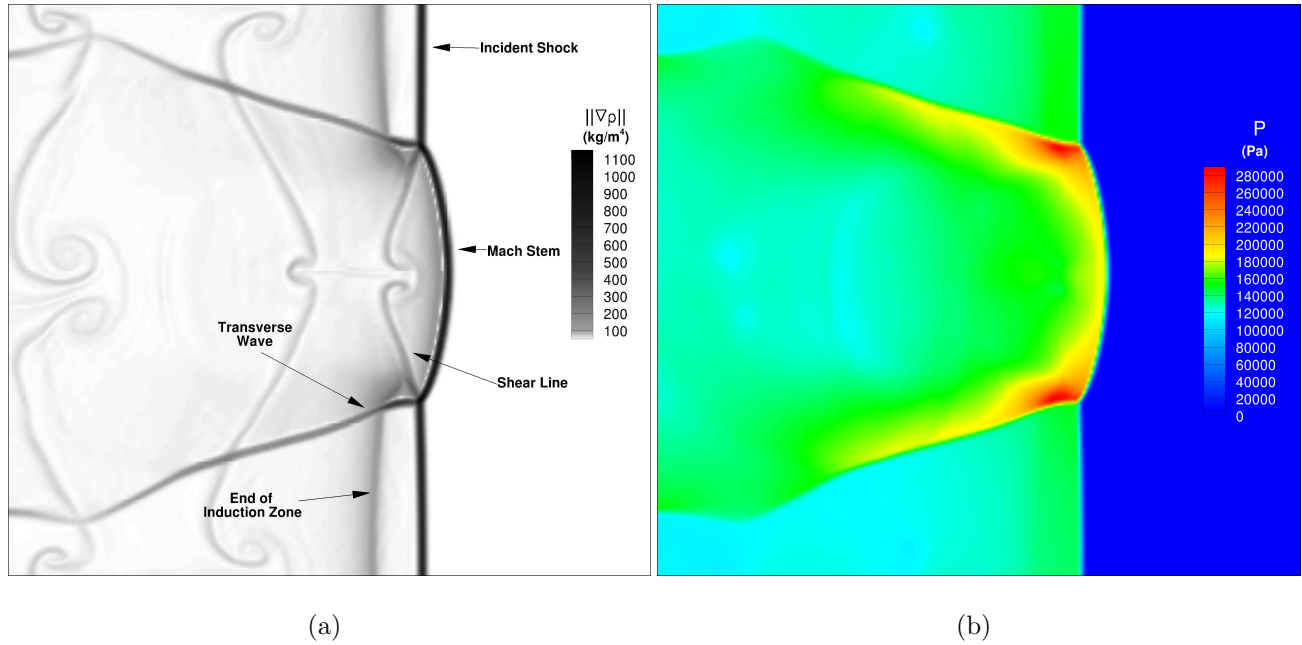 Incident Shock
||∇ρ||
(kg/m⁴)
1100
1000
900
800
700
600
500
400
300
200
100
Mach Stem
Transverse
Wave
Shear Line
End of
Induction Zone
(a)
P
(Pa)
280000
260000
240000
220000
200000
180000
160000
140000
120000
100000
80000
60000
40000
20000
0
(b)